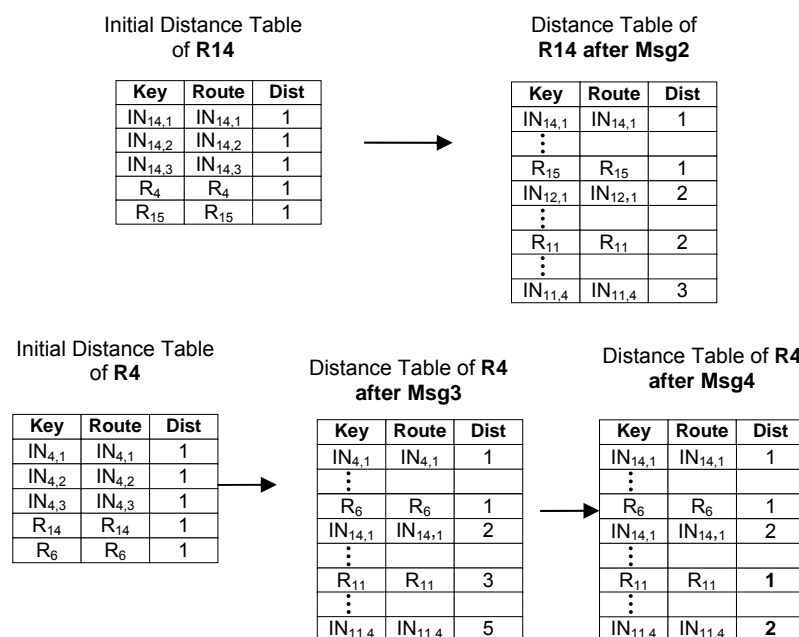 Initial Distance Table
of R14
Key Route Dist
IN14,1 IN14,1 1
IN14,2 IN14,2 1
IN14,3 IN14,3 1
R4 R4 1
R15 R15 1
Distance Table of
R14 after Msg2
Key Route Dist
IN14,1 IN14,1 1
⋮
R15 R15 1
IN12,1 IN12,1 2
⋮
R11 R11 2
⋮
IN11,4 IN11,4 3
Initial Distance Table
of R4
Key Route Dist
IN4,1 IN4,1 1
IN4,2 IN4,2 1
IN4,3 IN4,3 1
R14 R14 1
R6 R6 1
Distance Table of R4
after Msg3
Key Route Dist
IN4,1 IN4,1 1
⋮
R6 R6 1
IN14,1 IN14,1 2
⋮
R11 R11 3
⋮
IN11,4 IN11,4 5
Distance Table of R4
after Msg4
Key Route Dist
IN14,1 IN14,1 1
⋮
R6 R6 1
IN14,1 IN14,1 2
⋮
R11 R11 1
⋮
IN11,4 IN11,4 2